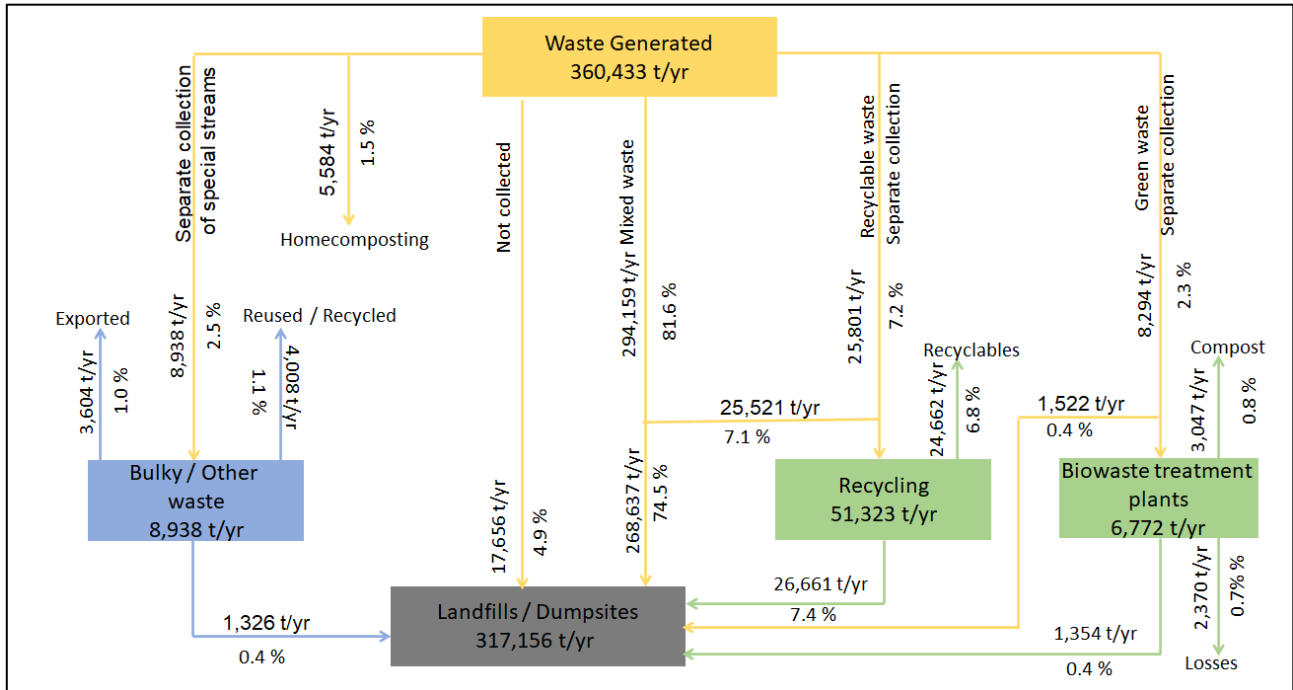 Waste Generated
360,433 t/yr
Separate collection
of special streams
8,938 t/yr
2.5 %
5,584 t/yr
1.5 %
Homecomposting
Not collected
17,656 t/yr
4.9 %
Mixed waste
294,159 t/yr
81.6 %
268,637 t/yr
74.5 %
Recyclable waste
Separate collection
25,801 t/yr
7.2 %
Green waste
Separate collection
8,294 t/yr
2.3 %
Exported
3,604 t/yr
1.0 %
Reused / Recycled
4,008 t/yr
1.1 %
25,521 t/yr
7.1 %
Recyclables
24,662 t/yr
6.8 %
1,522 t/yr
0.4 %
Compost
3,047 t/yr
0.8 %
Bulky / Other
waste
8,938 t/yr
Recycling
51,323 t/yr
Biowaste treatment
plants
6,772 t/yr
1,326 t/yr
0.4 %
Landfills / Dumpsites
317,156 t/yr
26,661 t/yr
7.4 %
1,354 t/yr
0.4 %
2,370 t/yr
0.7% %
Losses